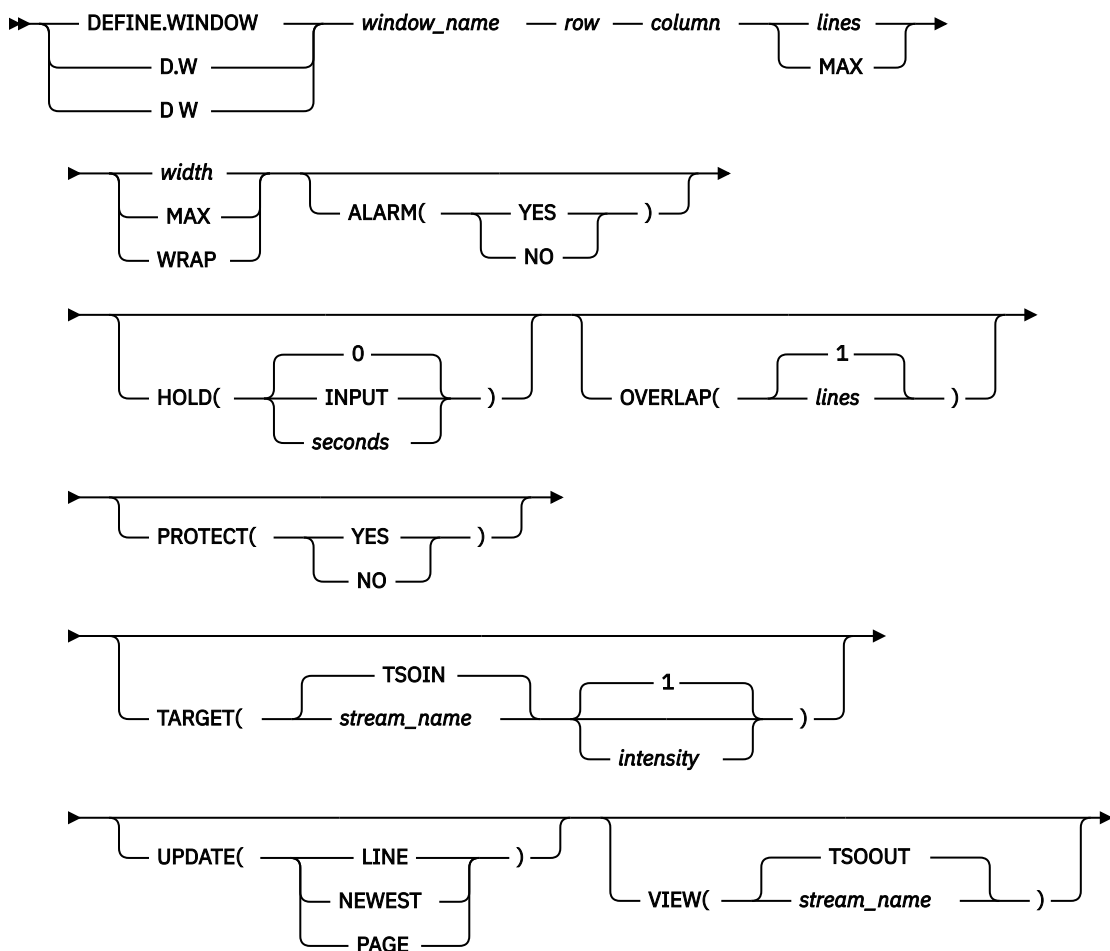 DEFINE.WINDOW window_name row column lines
D.W MAX
D W
width
MAX ALARM( YES )
WRAP NO
0
HOLD( INPUT )
seconds
1
OVERLAP( lines )
PROTECT( YES )
NO
TSOIN 1
TARGET( stream_name )
intensity
UPDATE( LINE )
NEWEST
PAGE
TSOOUT
VIEW( stream_name )